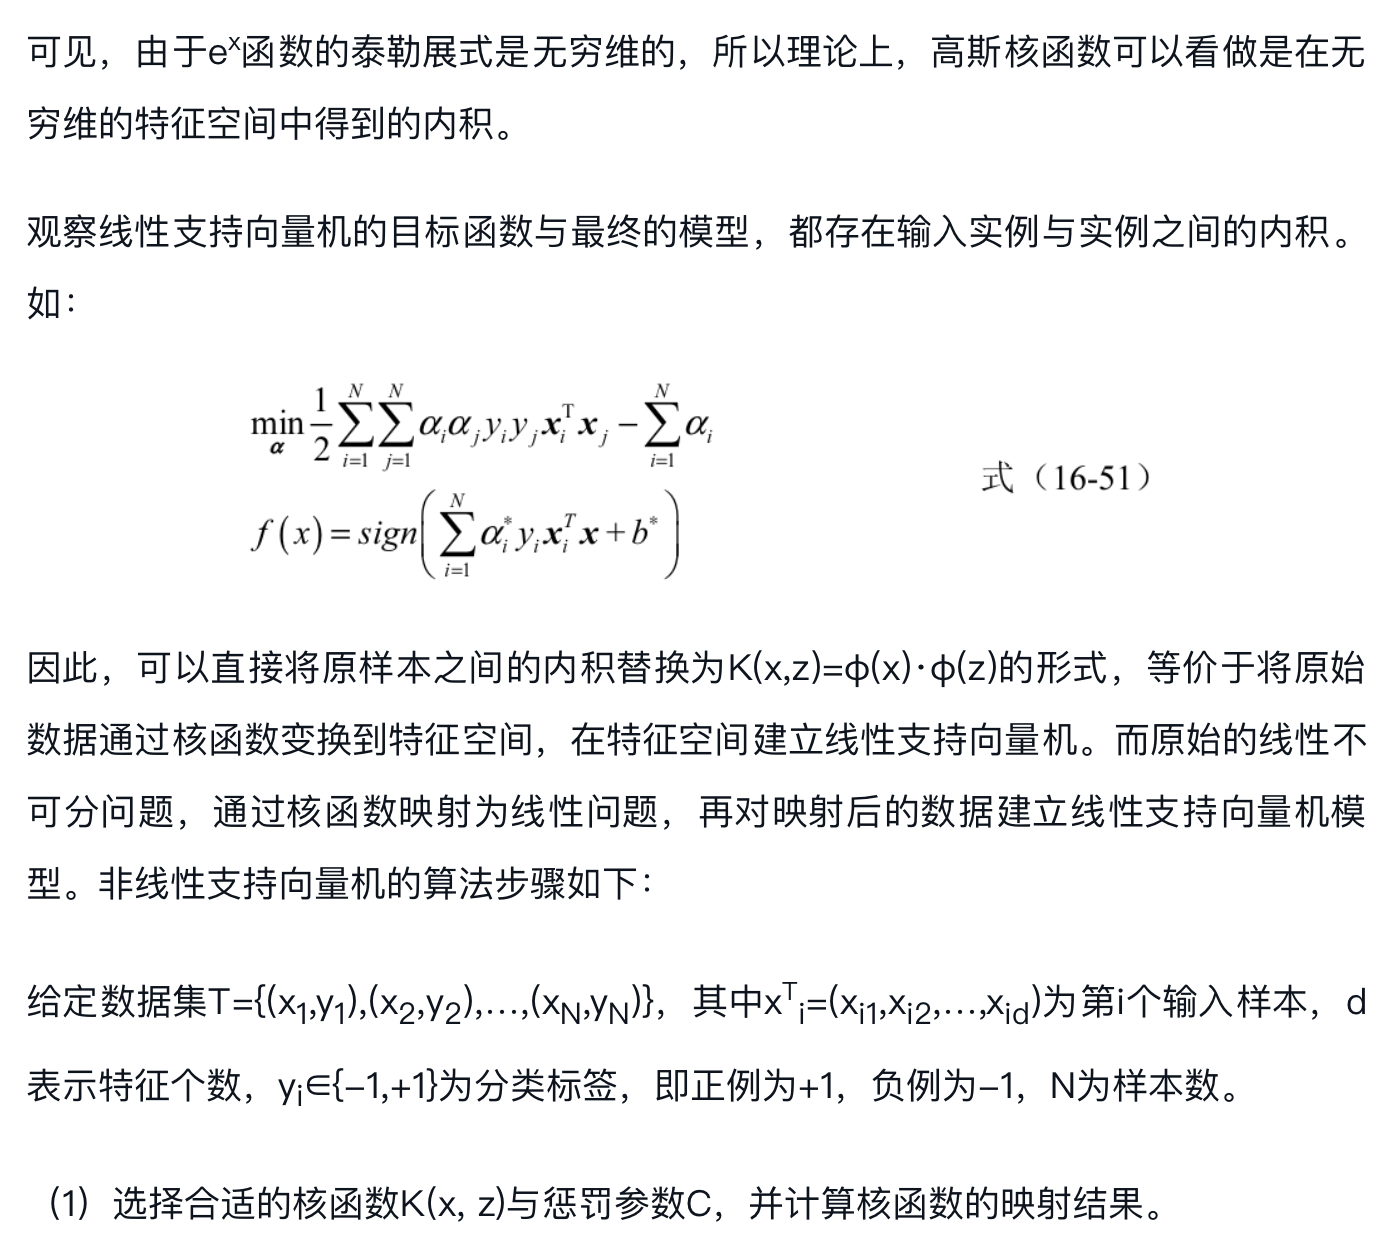 可见，由于eˣ函数的泰勒展式是无穷维的，所以理论上，高斯核函数可以看做是在无
穷维的特征空间中得到的内积。
观察线性支持向量机的目标函数与最终的模型，都存在输入实例与实例之间的内积。
如：
$\min_{\boldsymbol{\alpha}} \frac{1}{2}\sum_{i=1}^{N}\sum_{j=1}^{N}\alpha_i\alpha_j y_i y_j \boldsymbol{x}_i^{\mathrm{T}}\boldsymbol{x}_j - \sum_{i=1}^{N}\alpha_i$
式（16-51）
$f(x)=sign\left(\sum_{i=1}^{N}\alpha_i^* y_i \boldsymbol{x}_i^T \boldsymbol{x}+b^*\right)$
因此，可以直接将原样本之间的内积替换为K(x,z)=ϕ(x)·ϕ(z)的形式，等价于将原始
数据通过核函数变换到特征空间，在特征空间建立线性支持向量机。而原始的线性不
可分问题，通过核函数映射为线性问题，再对映射后的数据建立线性支持向量机模
型。非线性支持向量机的算法步骤如下：
给定数据集T={(x₁,y₁),(x₂,y₂),…,(x_N,y_N)}，其中x^T_i=(x_{i1},x_{i2},…,x_{id})为第i个输入样本，d
表示特征个数，y_i∈{−1,+1}为分类标签，即正例为+1，负例为−1，N为样本数。
（1）选择合适的核函数K(x, z)与惩罚参数C，并计算核函数的映射结果。